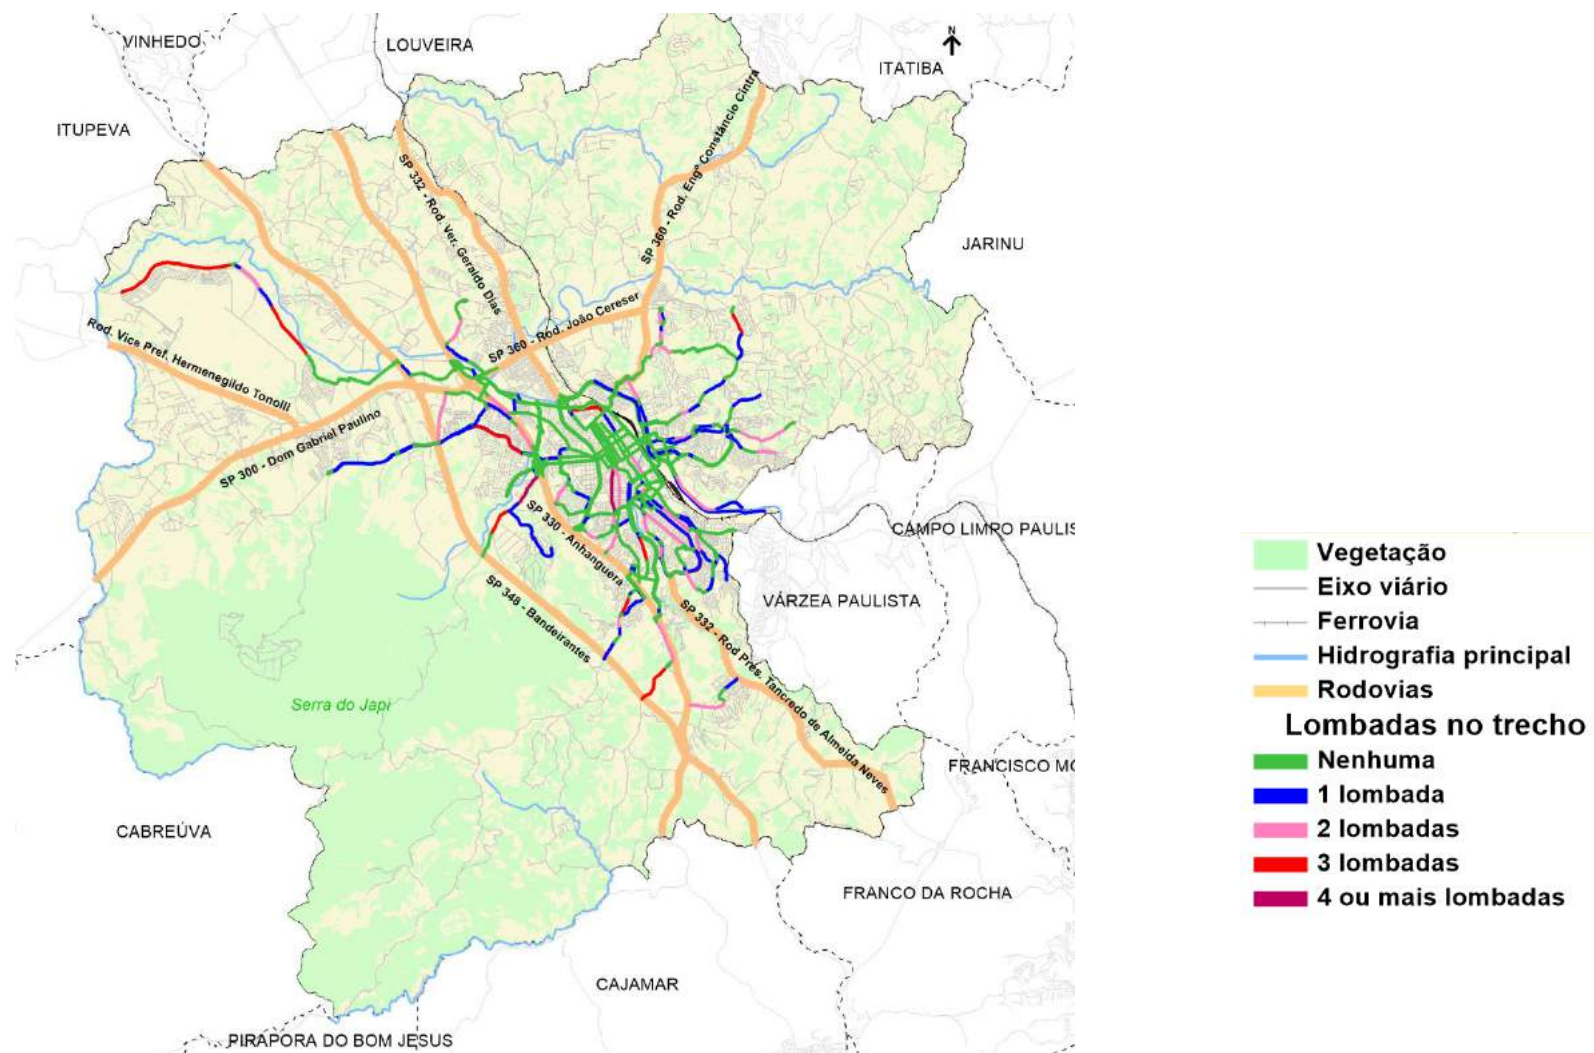 VINHEDO
LOUVEIRA
N
ITATIBA
ITUPEVA
SP 332 - Rod. Ver. Geraldo Dias
SP 360 - Rod. Engº Constâncio Cintra
JARINU
SP 360 - Rod. João Cereser
Rod. Vice Pref. Hermenegildo Tonolli
SP 300 - Dom Gabriel Paulino
SP 330 - Anhanguera
CAMPO LIMPO PAULIS
SP 348 - Bandeirantes
VÁRZEA PAULISTA
SP 332 - Rod Pres. Tancredo de Almeida Neves
Serra do Japi
FRANCISCO MO
CABREÚVA
FRANCO DA ROCHA
CAJAMAR
PIRAPORA DO BOM JESUS
Vegetação
Eixo viário
Ferrovia
Hidrografia principal
Rodovias
Lombadas no trecho
Nenhuma
1 lombada
2 lombadas
3 lombadas
4 ou mais lombadas